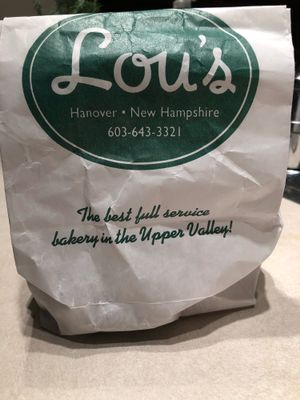 Lou's
Hanover • New Hampshire
603-643-3321
The best full service
bakery in the Upper Valley!